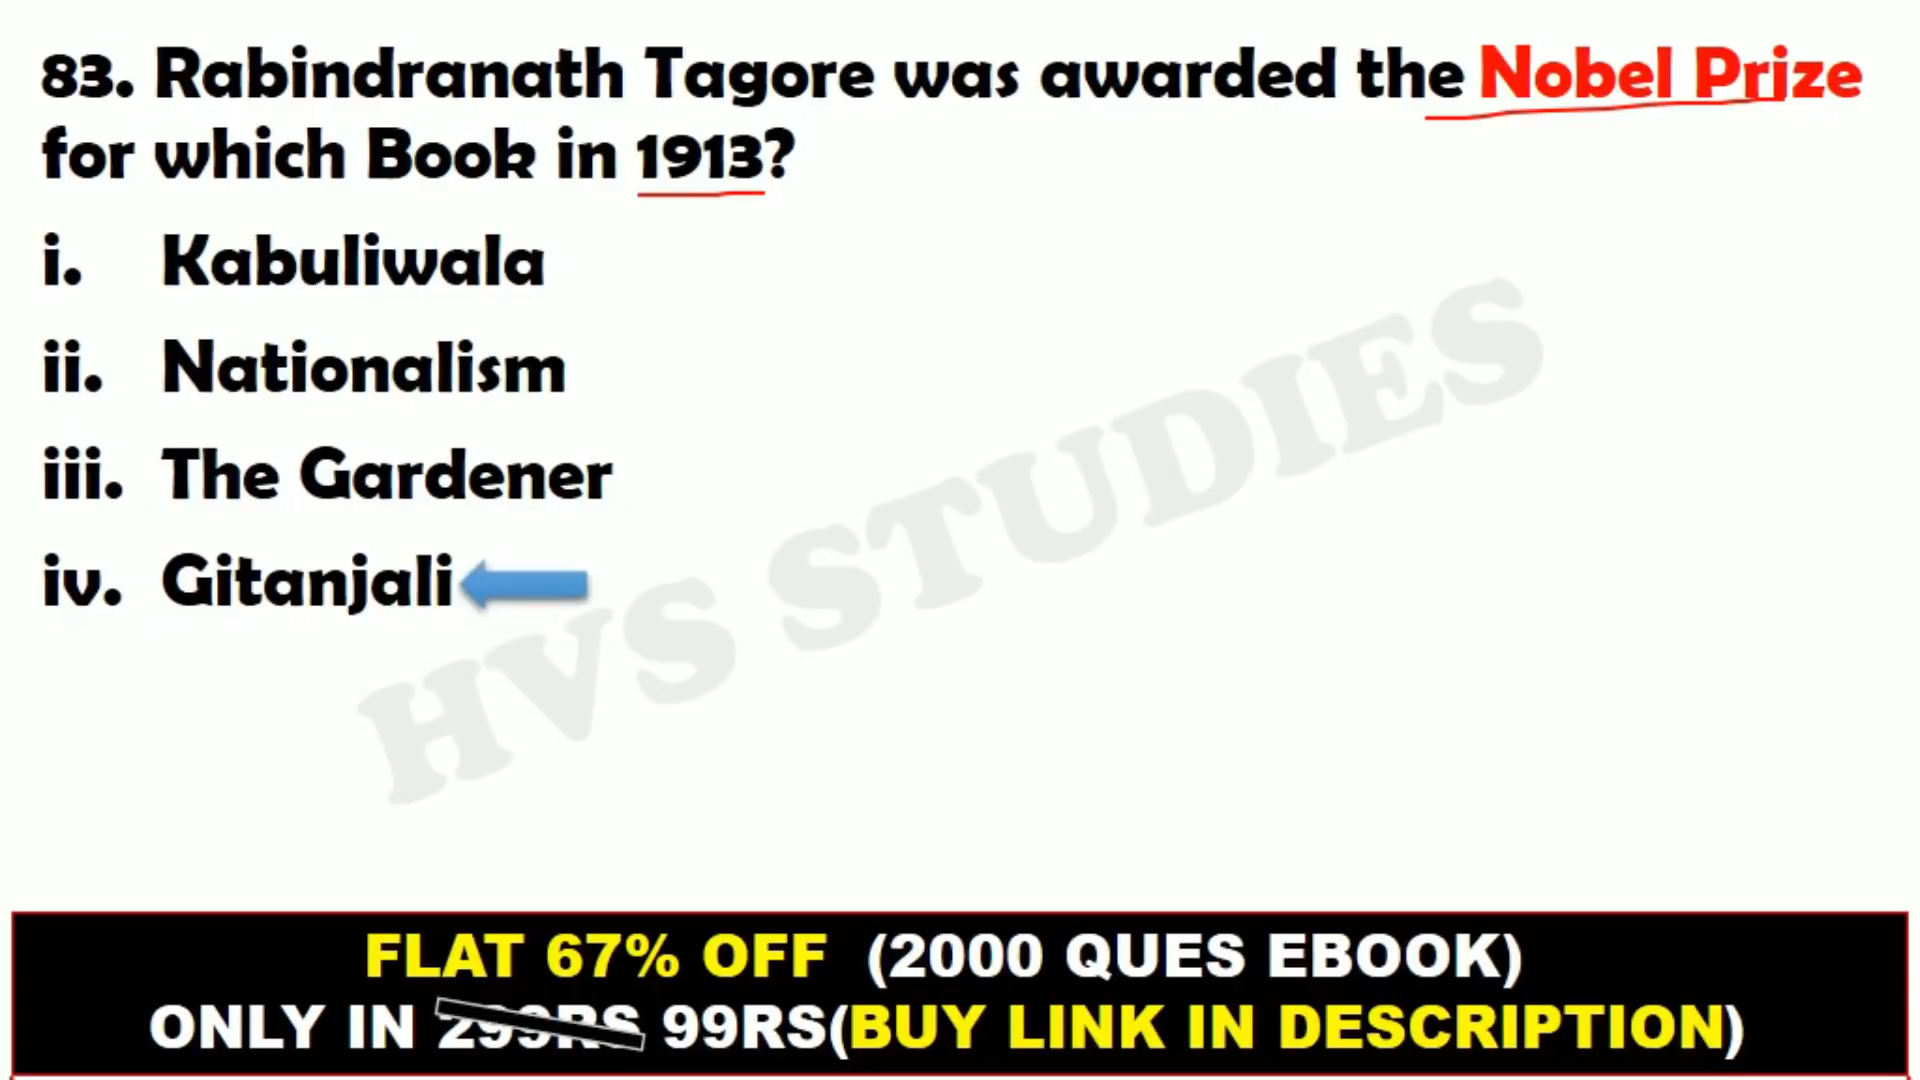 83. Rabindranath Tagore was awarded the Nobel Prize
for which Book in 1913?
i. Kabuliwala
ii. Nationalism
iii. The Gardener
iv. Gitanjali
HVS STUDIES
FLAT 67% OFF (2000 QUES EBOOK)
ONLY IN 299RS 99RS(BUY LINK IN DESCRIPTION)